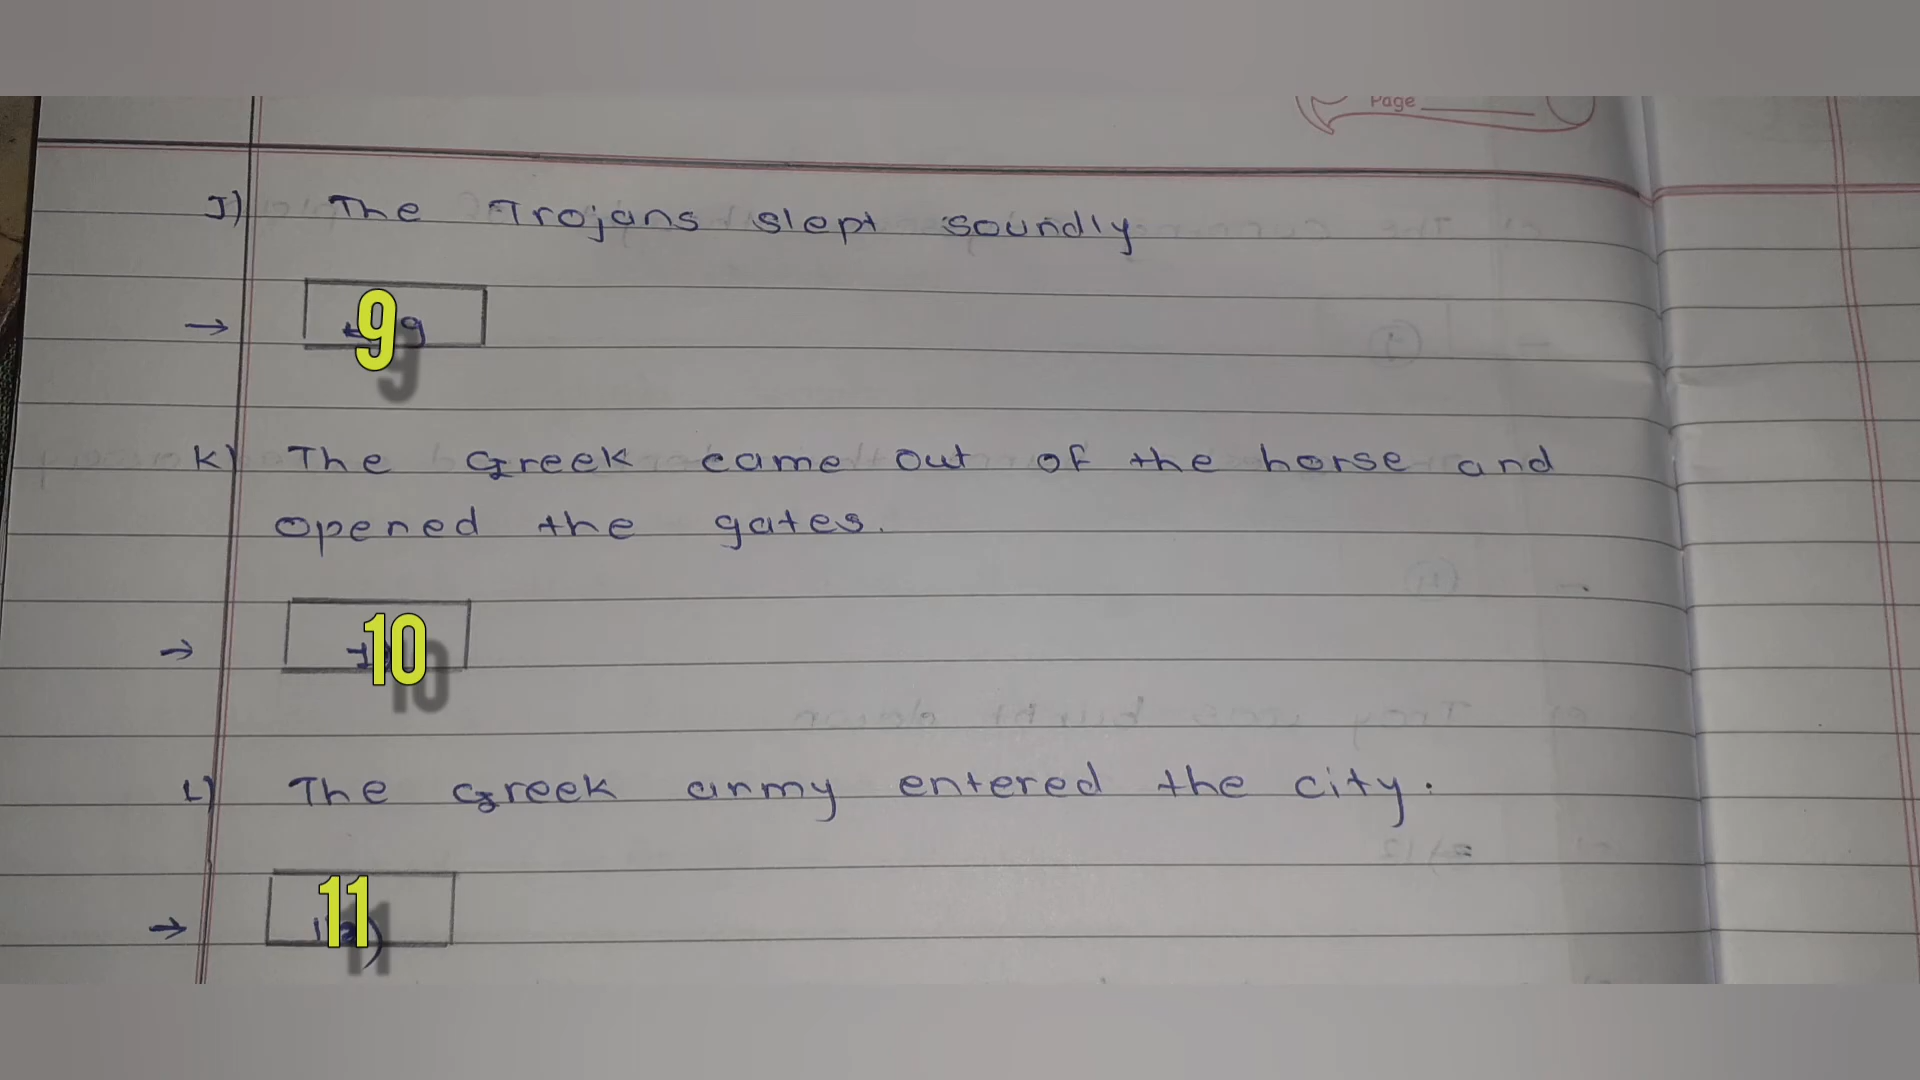 Page
J) The Trojans slept soundly
→ 9
K) The Greek came out of the horse and
opened the gates.
→ 10
L) The Greek army entered the city.
→ 11